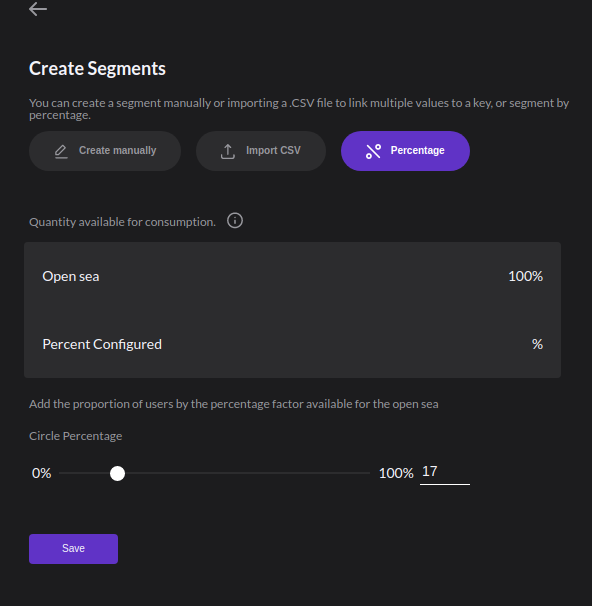 Create Segments
You can create a segment manually or importing a .CSV file to link multiple values to a key, or segment by
percentage.
Create manually Import CSV Percentage
Quantity available for consumption.
Open sea 100%
Percent Configured %
Add the proportion of users by the percentage factor available for the open sea
Circle Percentage
0% 100% 17
Save